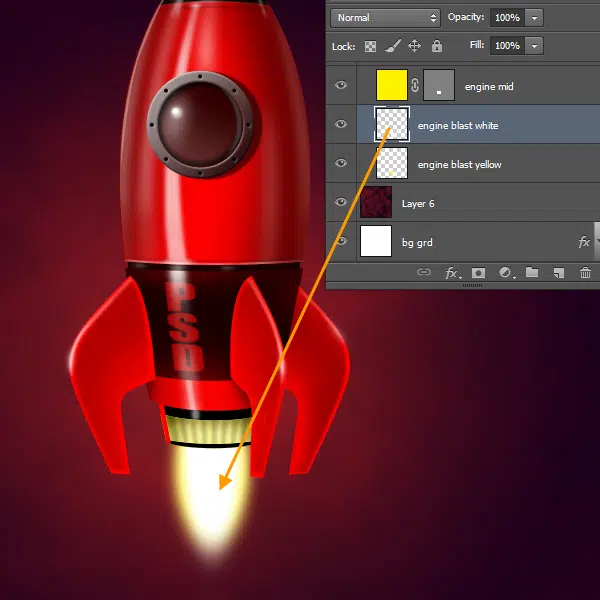 Normal Opacity: 100%
Lock: Fill: 100%
engine mid
engine blast white
engine blast yellow
Layer 6
bg grd fx
fx
PSD